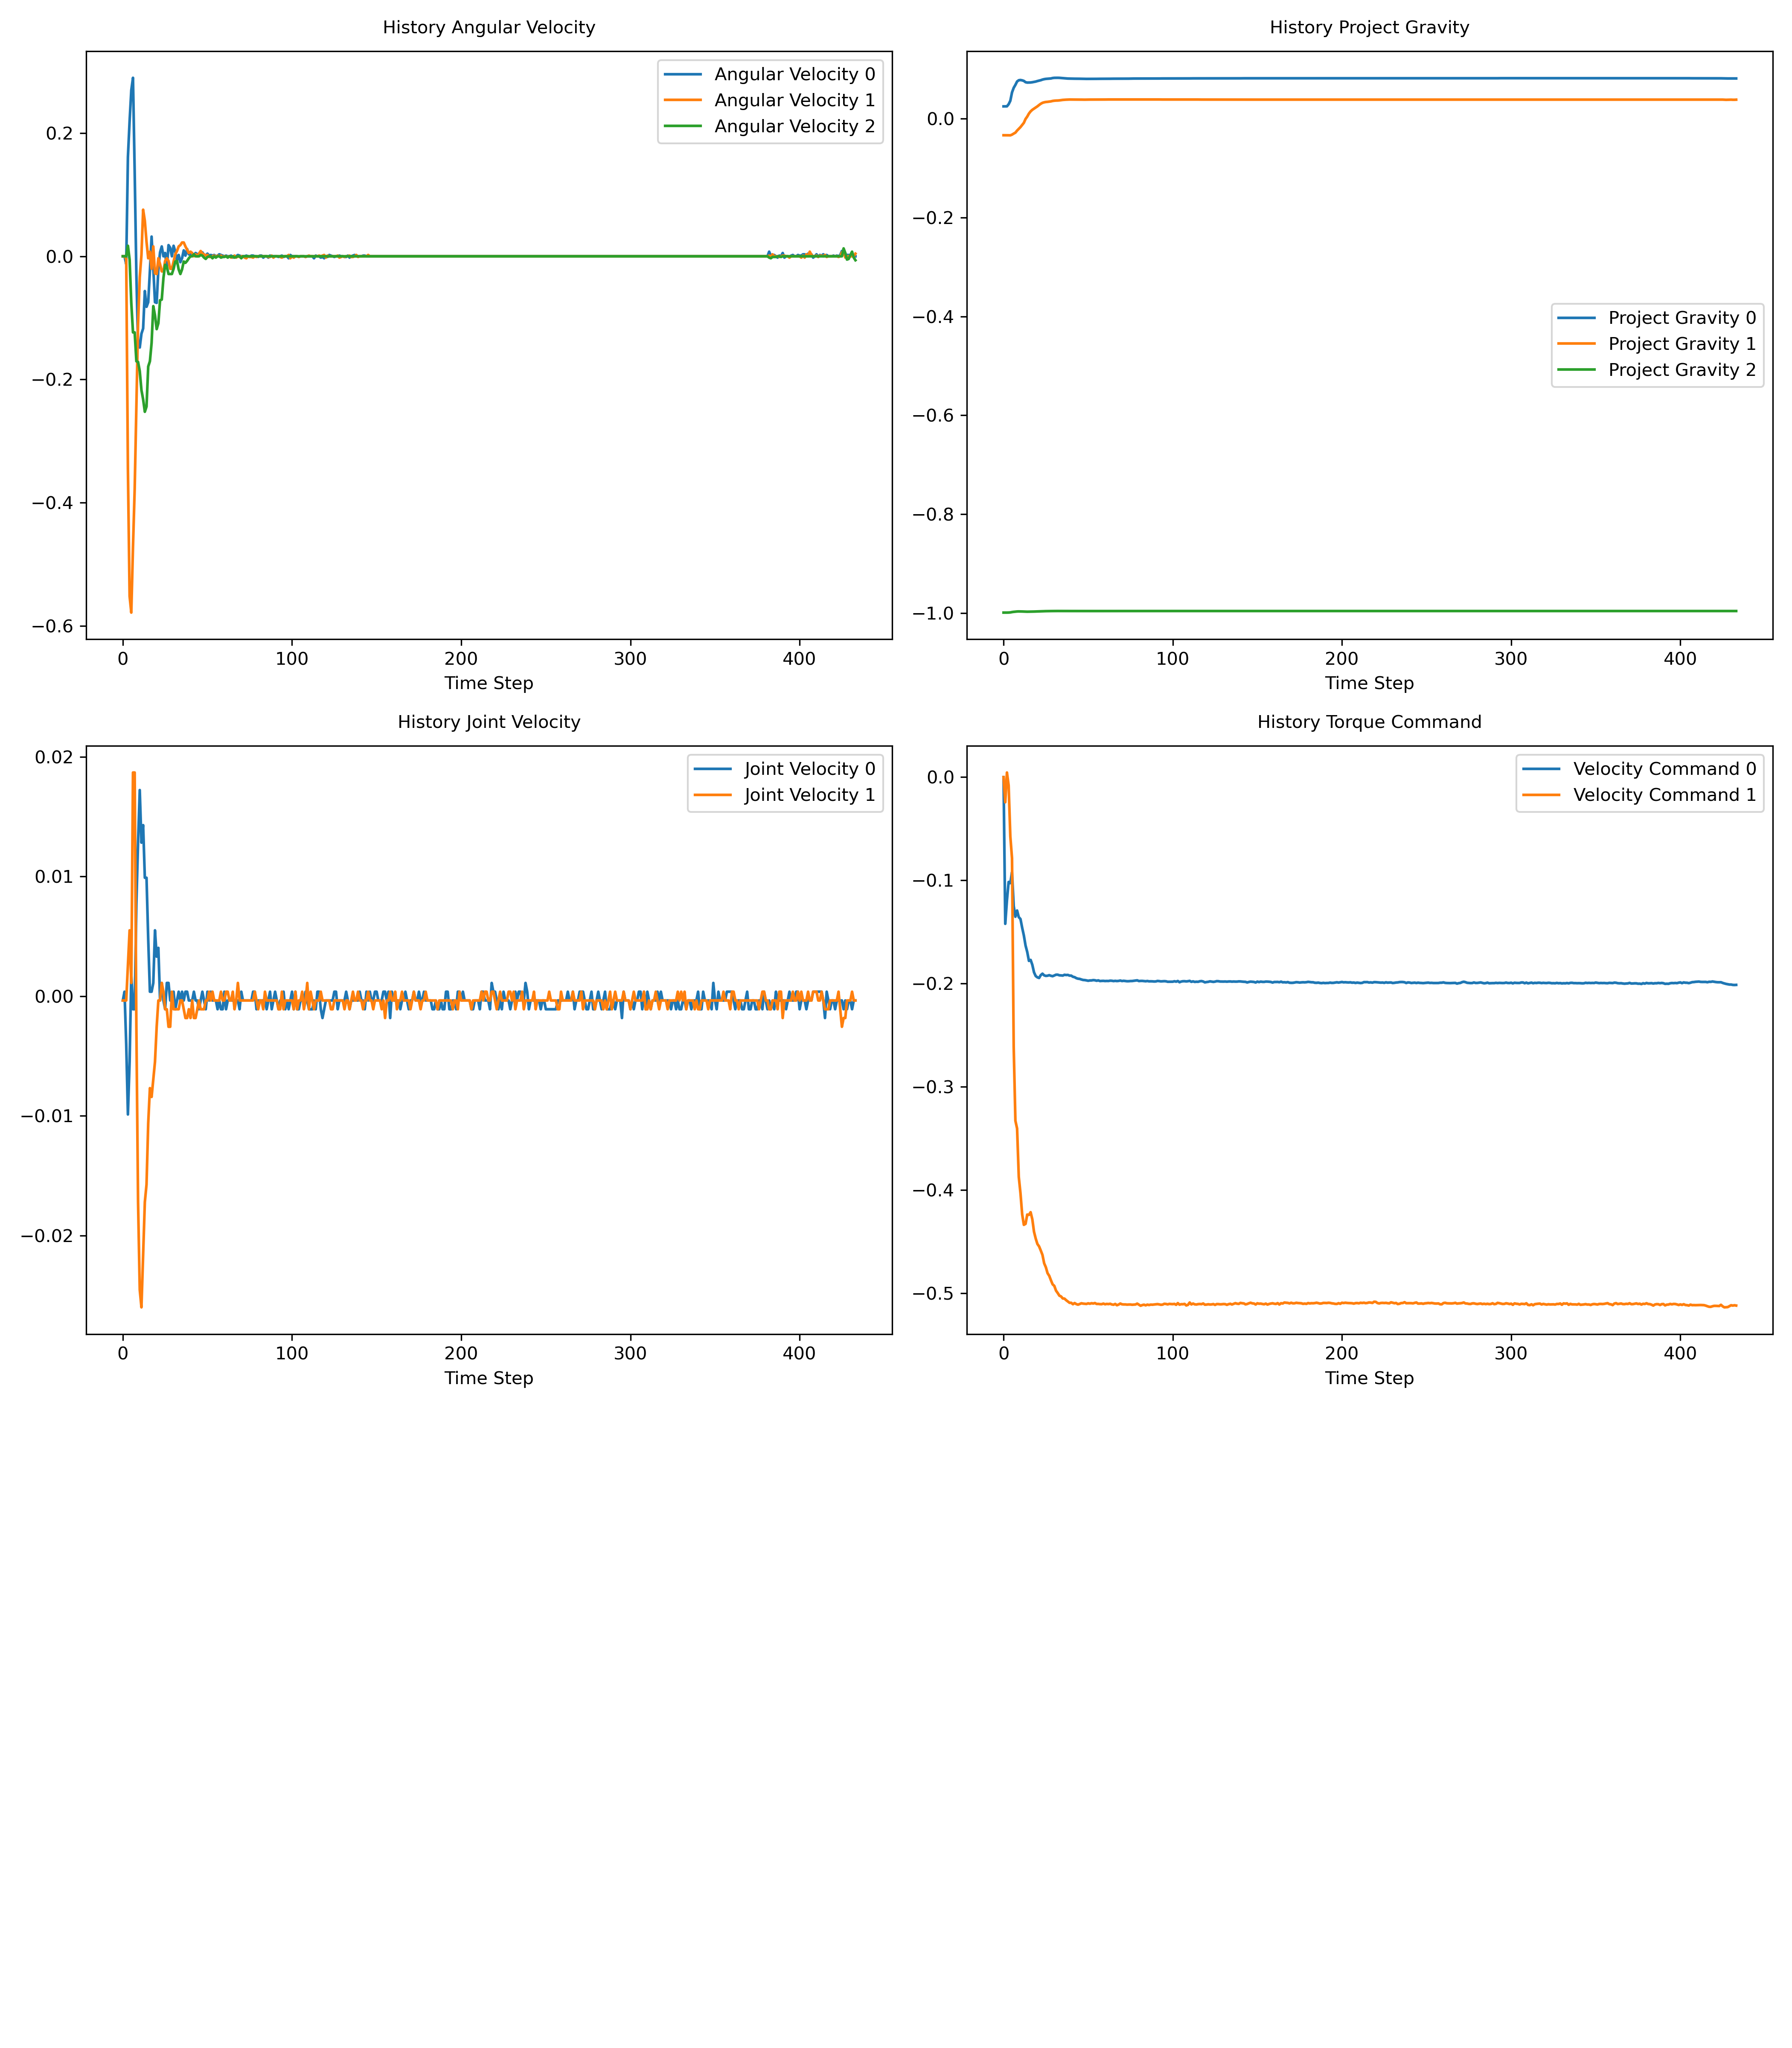 History Angular Velocity
Angular Velocity 0
Angular Velocity 1
Angular Velocity 2
0.2
0.0
−0.2
−0.4
−0.6
0 100 200 300 400
Time Step
History Project Gravity
Project Gravity 0
Project Gravity 1
Project Gravity 2
0.0
−0.2
−0.4
−0.6
−0.8
−1.0
0 100 200 300 400
Time Step
History Joint Velocity
Joint Velocity 0
Joint Velocity 1
0.02
0.01
0.00
−0.01
−0.02
0 100 200 300 400
Time Step
History Torque Command
Velocity Command 0
Velocity Command 1
0.0
−0.1
−0.2
−0.3
−0.4
−0.5
0 100 200 300 400
Time Step